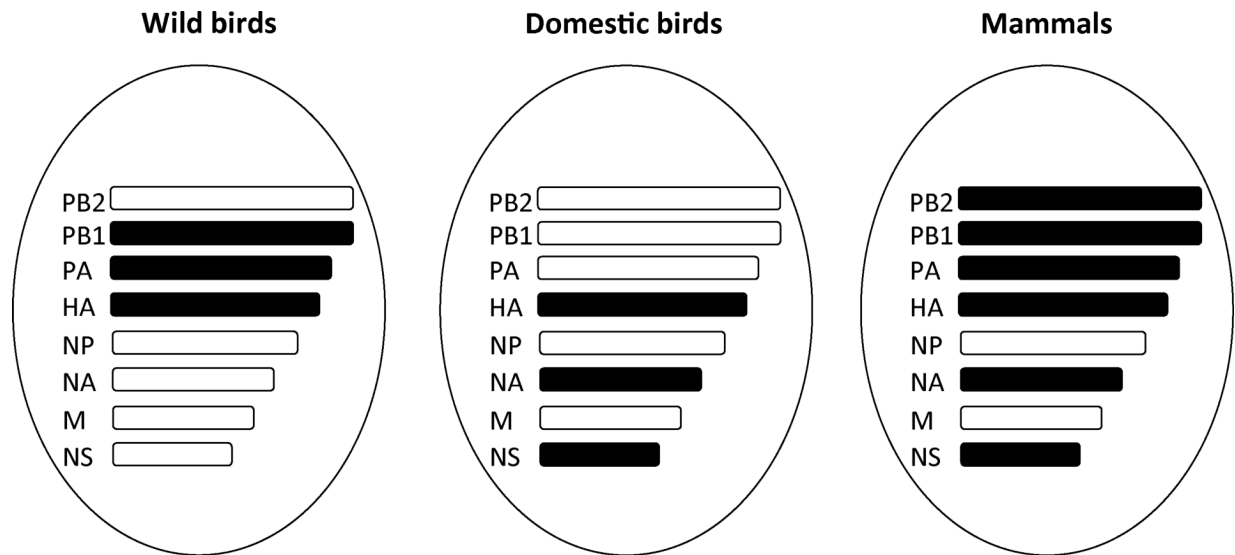 Wild birds
PB2
PB1
PA
HA
NP
NA
M
NS
Domestic birds
PB2
PB1
PA
HA
NP
NA
M
NS
Mammals
PB2
PB1
PA
HA
NP
NA
M
NS